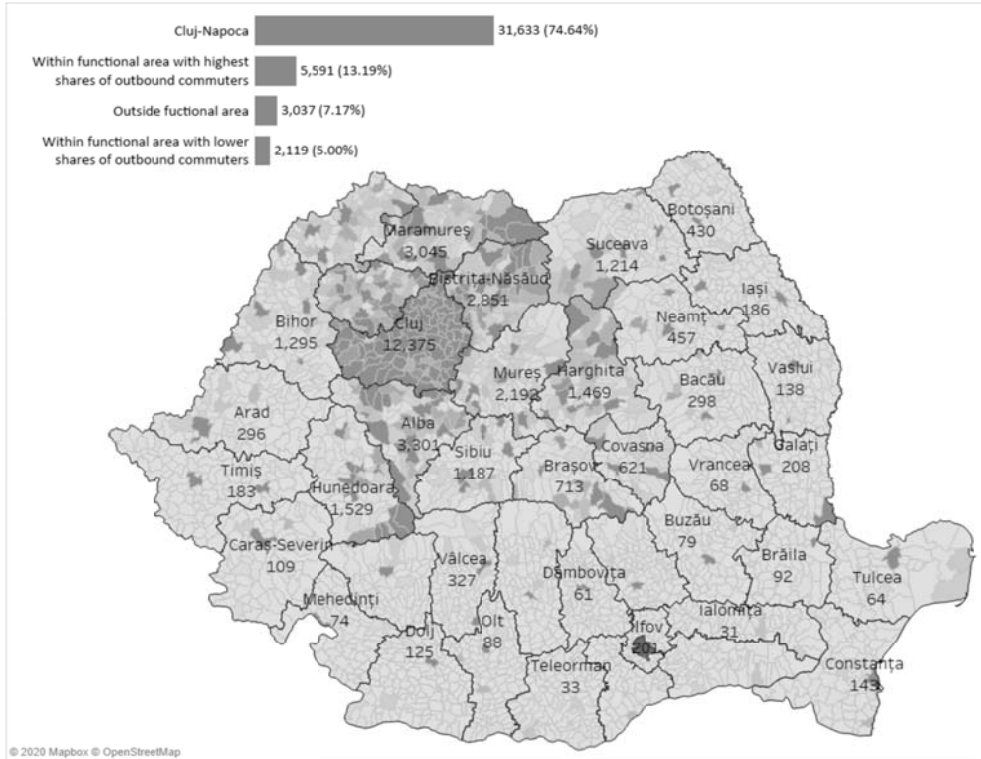 Cluj-Napoca
31,633 (74.64%)
Within functional area with highest
shares of outbound commuters
5,591 (13.19%)
Outside fuctional area
3,037 (7.17%)
Within functional area with lower
shares of outbound commuters
2,119 (5.00%)
Botoșani
430
Maramureș
3,045
Suceava
1,214
Bistrița-Năsăud
2,851
Iași
186
Bihor
1,295
Cluj
12,375
Neamț
457
Mureș
2,192
Harghita
1,469
Bacău
298
Vaslui
138
Arad
296
Alba
3,301
Sibiu
1,187
Brașov
713
Covasna
621
Vrancea
68
Galați
208
Timiș
183
Hunedoara
1,529
Caraș-Severin
109
Vâlcea
327
Buzău
79
Brăila
92
Tulcea
64
Mehedinți
74
Dâmbovița
61
Ialomița
31
Dolj
125
Olt
88
Ilfov
201
Teleorman
33
Constanța
143
© 2020 Mapbox © OpenStreetMap